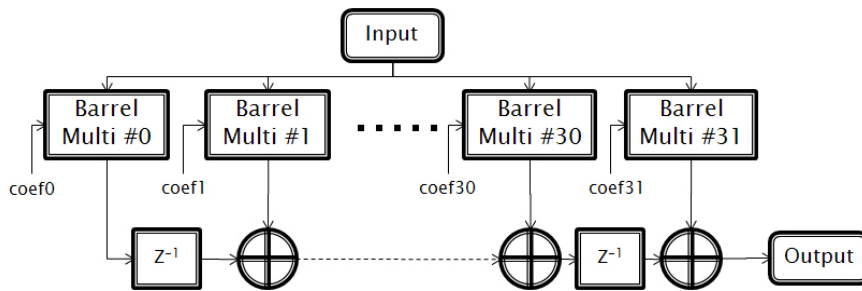 Input
Barrel
Multi #0
Barrel
Multi #1
Barrel
Multi #30
Barrel
Multi #31
coef0
coef1
coef30
coef31
Z-1
Z-1
Output